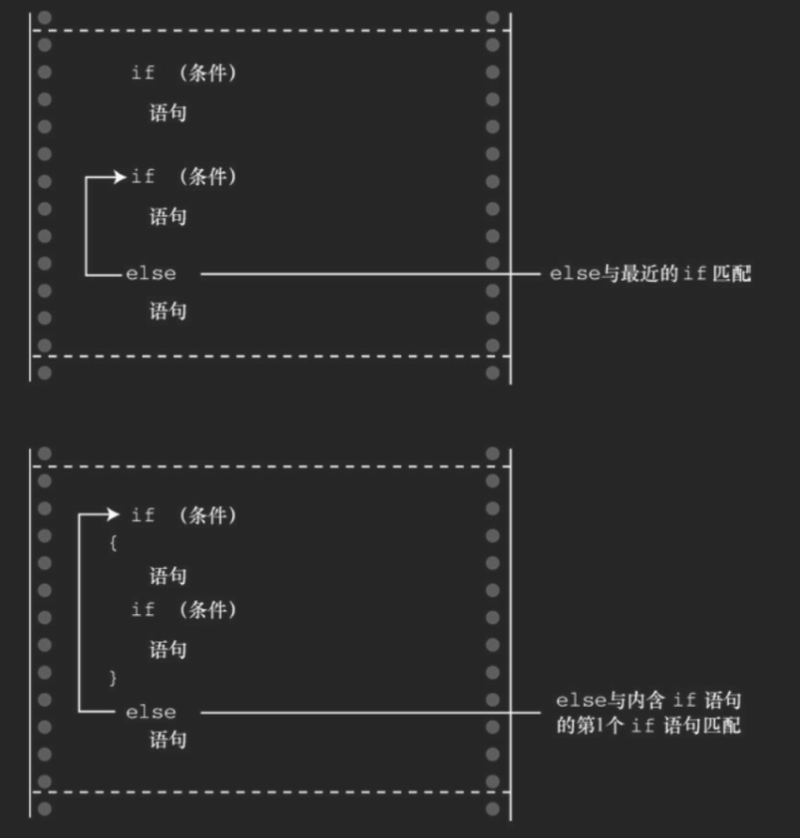 if （条件）
语句
if （条件）
语句
else
else与最近的 if 匹配
语句
if （条件）
{
语句
if （条件）
语句
}
else
else与内含 if 语句
的第1个 if 语句匹配
语句